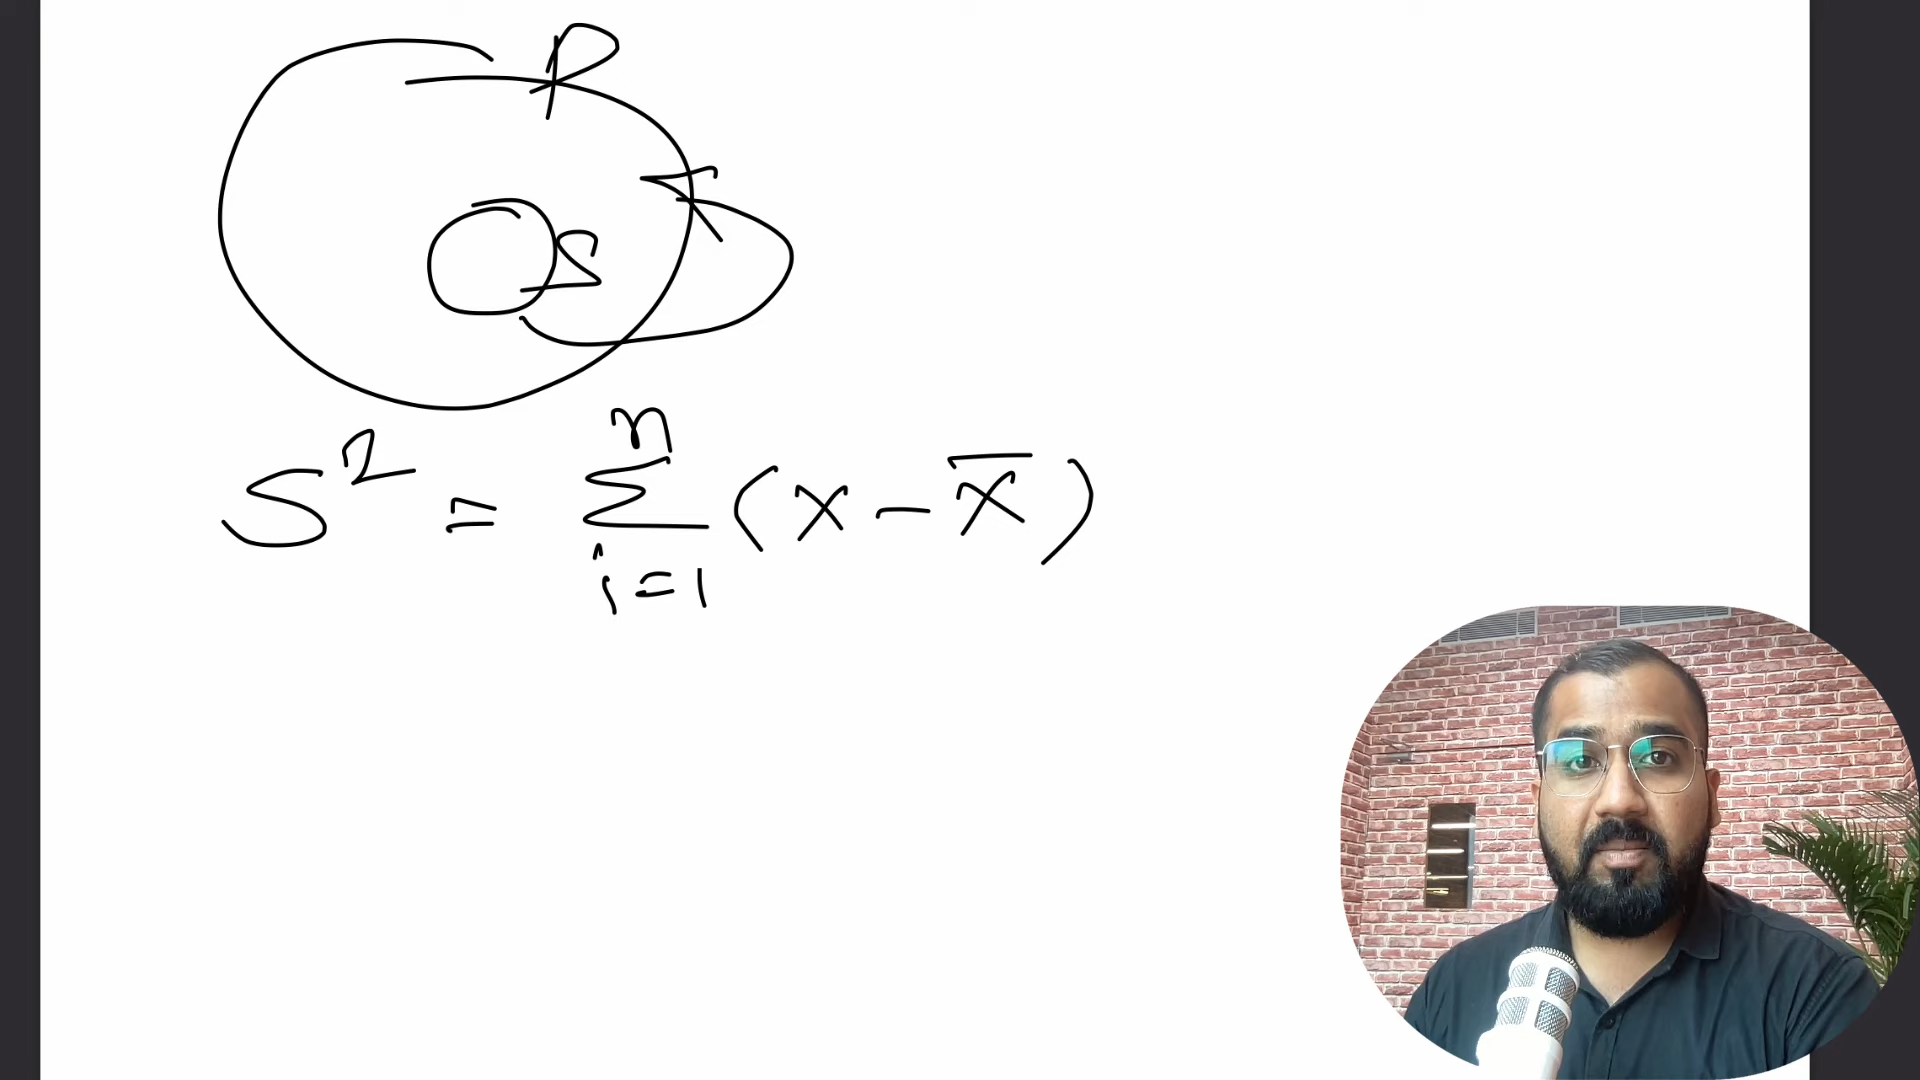 P
S
S² = Σ (x - x̄)
n
i=1